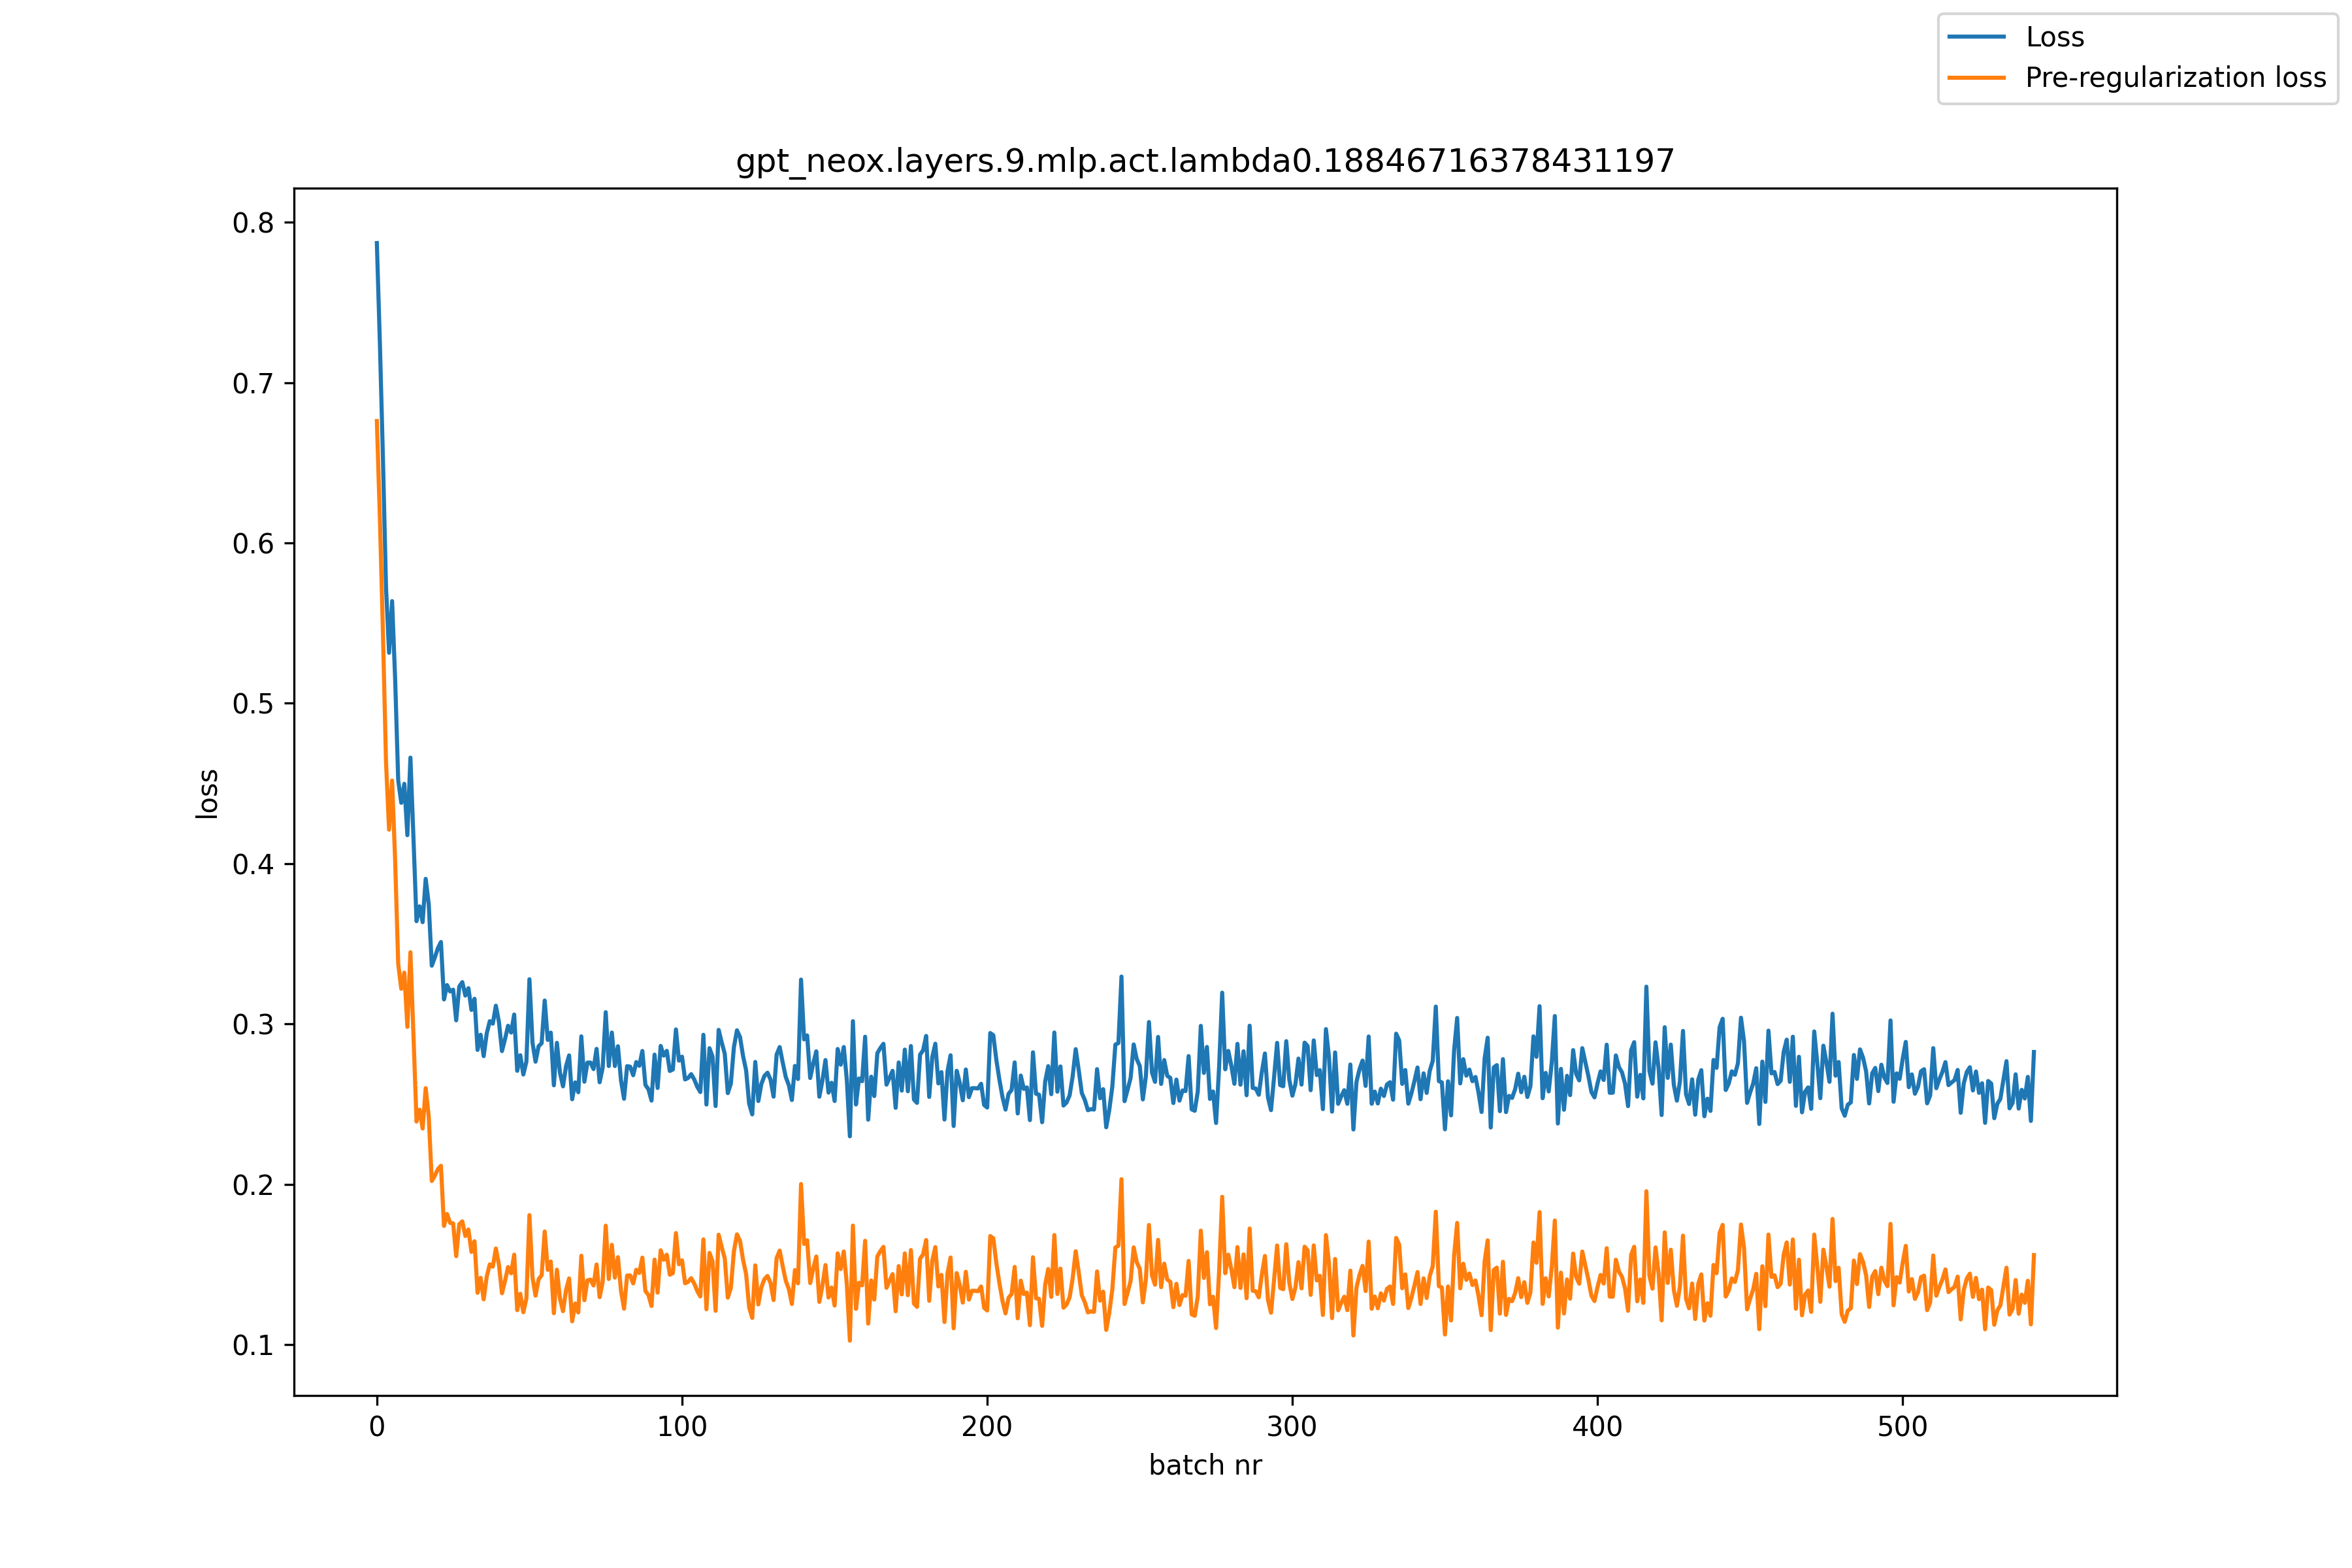 Loss
Pre-regularization loss
gpt_neox.layers.9.mlp.act.lambda0.18846716378431197
0.8
0.7
0.6
0.5
0.4
0.3
0.2
0.1
loss
0 100 200 300 400 500
batch nr